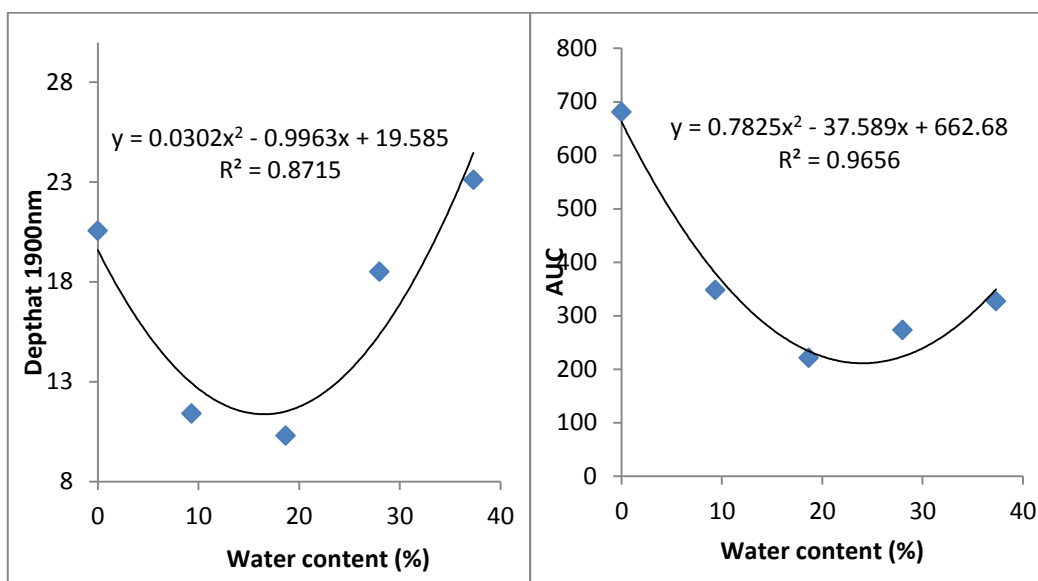 28
23
18
13
8
Depthat 1900nm
y = 0.0302x² - 0.9963x + 19.585
R² = 0.8715
0 10 20 30 40
Water content (%)
800
700
600
500
400
300
200
100
0
AUC
y = 0.7825x² - 37.589x + 662.68
R² = 0.9656
0 10 20 30 40
Water content (%)